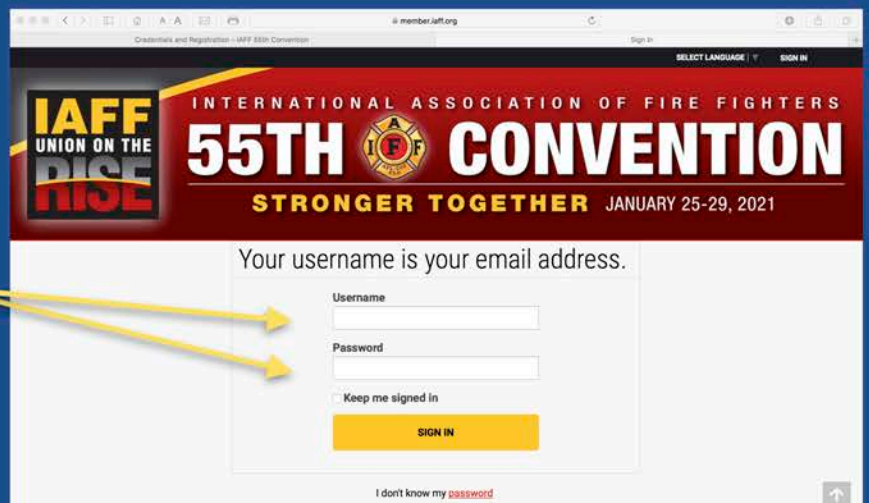 member.iaff.org
Credentials and Registration – IAFF 55th Convention
Sign In
SELECT LANGUAGE | ▼
SIGN IN
IAFF
UNION ON THE
RISE
INTERNATIONAL ASSOCIATION OF FIRE FIGHTERS
55TH
IAFF
CONVENTION
STRONGER TOGETHER JANUARY 25-29, 2021
Your username is your email address.
Username
Password
Keep me signed in
SIGN IN
I don't know my password